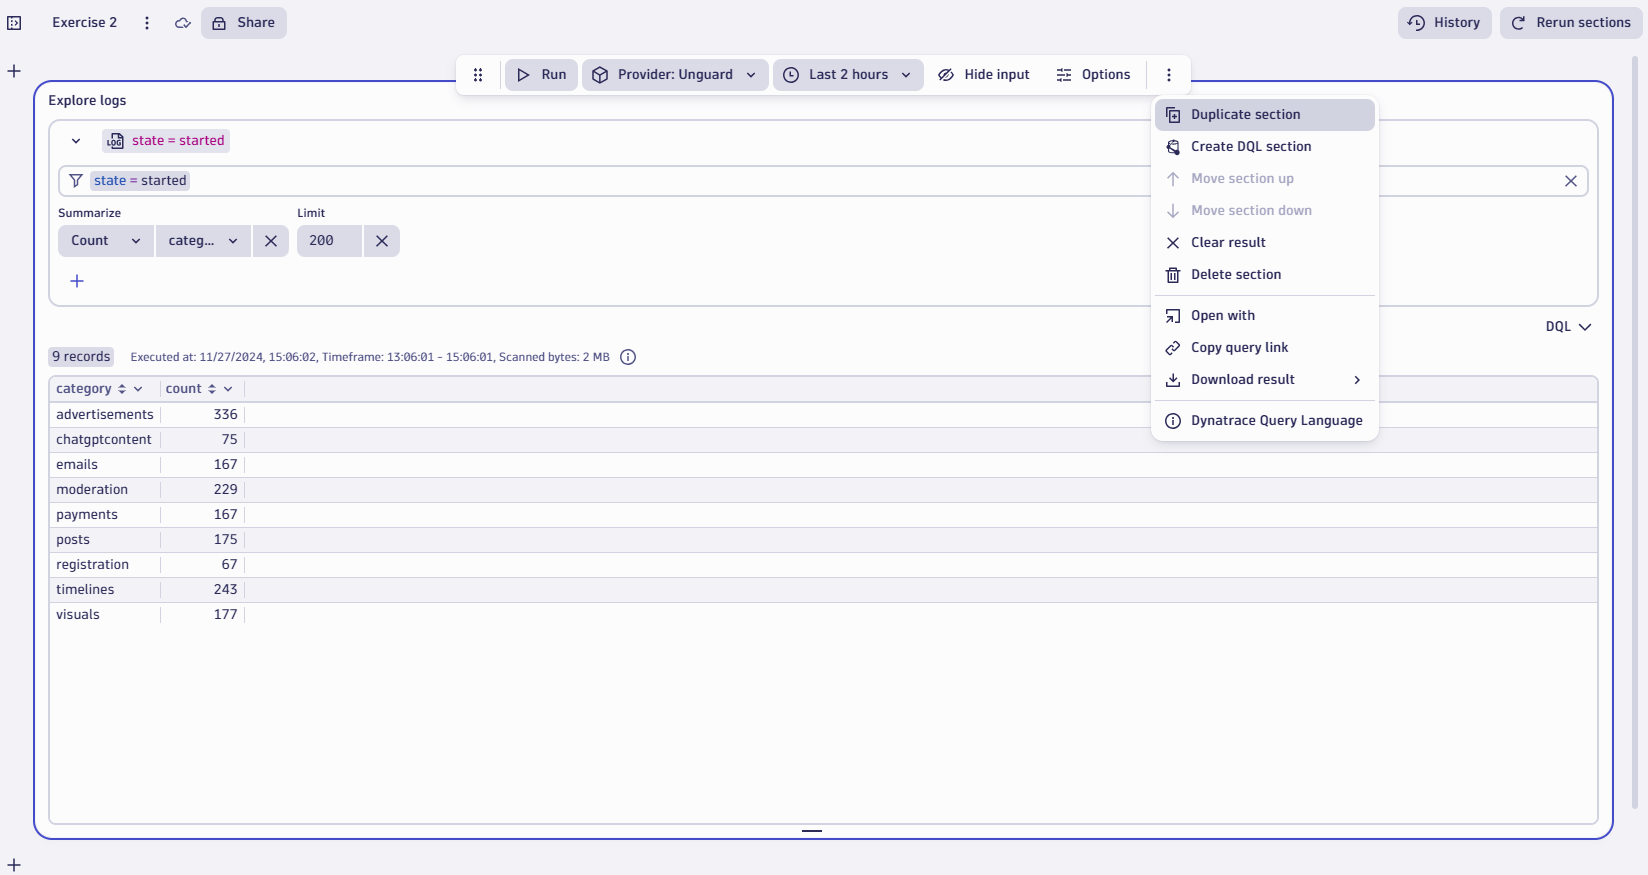 Exercise 2
Share
History
Rerun sections
Run
Provider: Unguard
Last 2 hours
Hide input
Options
Explore logs
LOG state = started
state = started
Summarize
Limit
Count
categ...
200
Duplicate section
Create DQL section
Move section up
Move section down
Clear result
Delete section
Open with
Copy query link
Download result
Dynatrace Query Language
DQL
9 records
Executed at: 11/27/2024, 15:06:02, Timeframe: 13:06:01 - 15:06:01, Scanned bytes: 2 MB
category count
advertisements 336
chatgptcontent 75
emails 167
moderation 229
payments 167
posts 175
registration 67
timelines 243
visuals 177